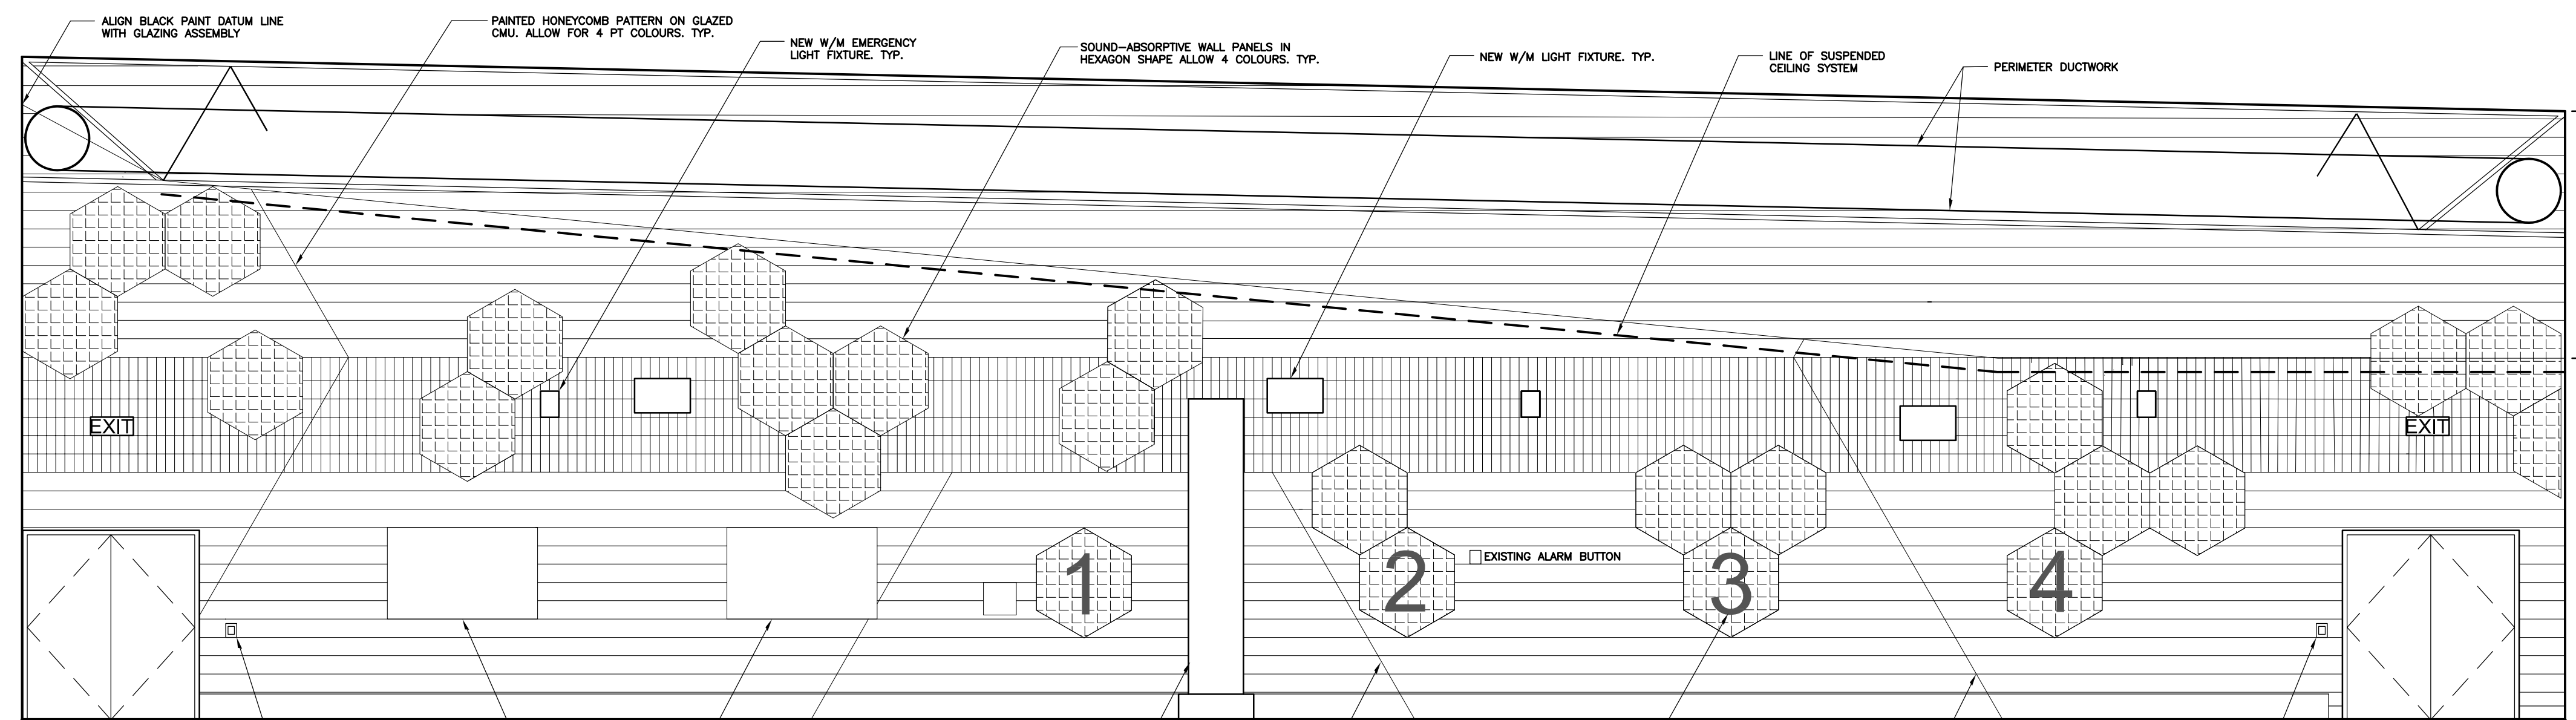 ALIGN BLACK PAINT DATUM LINE
WITH GLAZING ASSEMBLY
PAINTED HONEYCOMB PATTERN ON GLAZED
CMU. ALLOW FOR 4 PT COLOURS. TYP.
NEW W/M EMERGENCY
LIGHT FIXTURE. TYP.
SOUND-ABSORPTIVE WALL PANELS IN
HEXAGON SHAPE ALLOW 4 COLOURS. TYP.
NEW W/M LIGHT FIXTURE. TYP.
LINE OF SUSPENDED
CEILING SYSTEM
PERIMETER DUCTWORK
EXIT
EXIT
EXISTING ALARM BUTTON
1
2
3
4